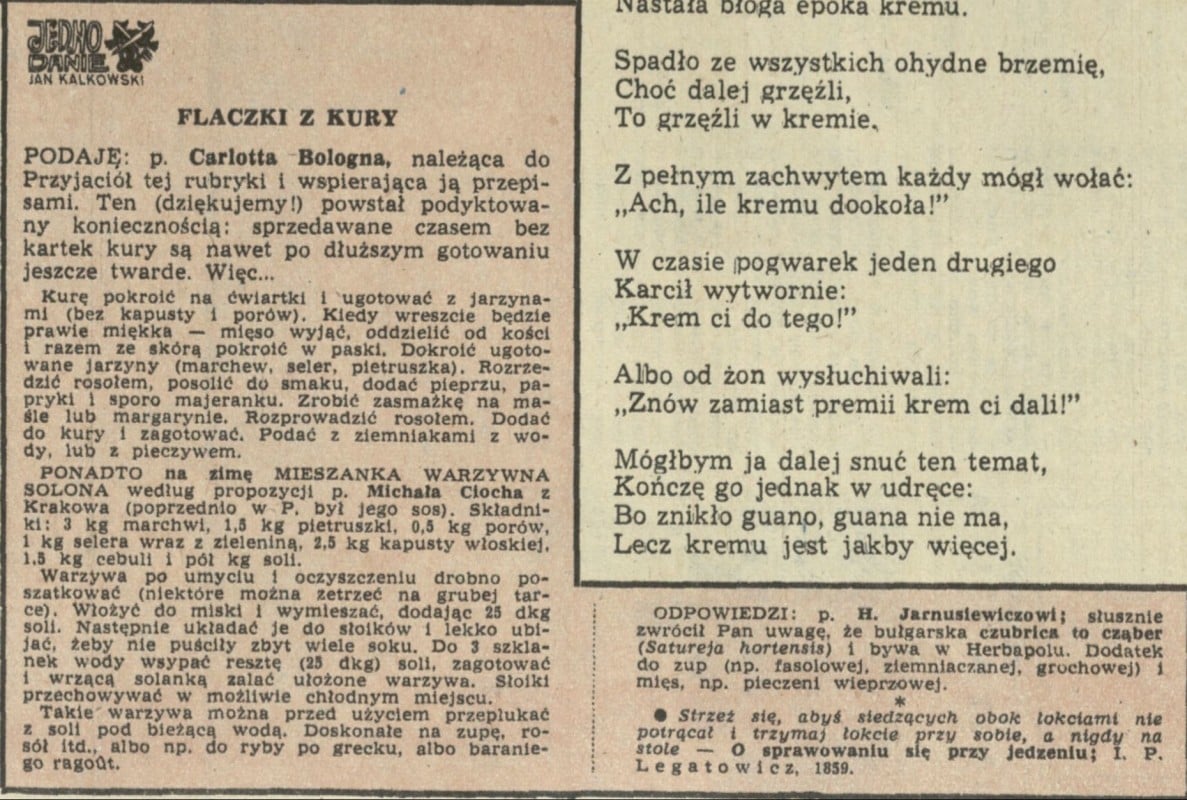 JEDNO
DANIE
JAN KALKOWSKI
FLACZKI Z KURY
PODAJĘ: p. Carlotta Bologna, należąca do
Przyjaciół tej rubryki i wspierająca ją przepi-
sami. Ten (dziękujemy!) powstał podyktowa-
ny koniecznością: sprzedawane czasem bez
kartek kury są nawet po dłuższym gotowaniu
jeszcze twarde. Więc...
Kurę pokroić na ćwiartki i ugotować z jarzyna-
mi (bez kapusty i porów). Kiedy wreszcie będzie
prawie miękka — mięso wyjąć, oddzielić od kości
i razem ze skórą pokroić w paski. Dokroić ugoto-
wane jarzyny (marchew, seler, pietruszka). Rozrze-
dzić rosołem, posolić do smaku, dodać pieprzu, pa-
pryki i sporo majeranku. Zrobić zasmażkę na ma-
śle lub margarynie. Rozprowadzić rosołem. Dodać
do kury i zagotować. Podać z ziemniakami z wo-
dy, lub z pieczywem.
PONADTO na zimę MIESZANKA WARZYWNA
SOLONA według propozycji p. Michała Ciocha z
Krakowa (poprzednio w P. był jego sos). Składni-
ki: 3 kg marchwi, 1,5 kg pietruszki, 0,5 kg porów,
1 kg selera wraz z zieleniną, 2,5 kg kapusty włoskiej,
1,5 kg cebuli i pół kg soli.
Warzywa po umyciu i oczyszczeniu drobno po-
szatkować (niektóre można zetrzeć na grubej tar-
ce). Włożyć do miski i wymieszać, dodając 25 dkg
soli. Następnie układać je do słoików i lekko ubi-
jać, żeby nie puściły zbyt wiele soku. Do 3 szkla-
nek wody wsypać resztę (25 dkg) soli, zagotować
i wrzącą solanką zalać ułożone warzywa. Słoiki
przechowywać w możliwie chłodnym miejscu.
Takie warzywa można przed użyciem przepłukać
z soli pod bieżącą wodą. Doskonałe na zupę, ro-
sół itd., albo np. do ryby po grecku, albo baranie-
go ragoût.
Nastała błoga epoka kremu.
Spadło ze wszystkich ohydne brzemię,
Choć dalej grzęźli,
To grzęźli w kremie.
Z pełnym zachwytem każdy mógł wołać:
„Ach, ile kremu dookoła!”
W czasie pogwarek jeden drugiego
Karcił wytwornie:
„Krem ci do tego!”
Albo od żon wysłuchiwali:
„Znów zamiast premii krem ci dali!”
Mógłbym ja dalej snuć ten temat,
Kończę go jednak w udręce:
Bo znikło guano, guana nie ma,
Lecz kremu jest jakby więcej.
ODPOWIEDZI: p. H. Jarnusiewiczowi; słusznie
zwrócił Pan uwagę, że bułgarska czubrica to cząber
(Satureja hortensis) i bywa w Herbapolu. Dodatek
do zup (np. fasolowej, ziemniaczanej, grochowej) i
mięs, np. pieczeni wieprzowej.
*
● Strzeż się, abyś siedzących obok łokciami nie
potrącał i trzymaj łokcie przy sobie, a nigdy na
stole — O sprawowaniu się przy jedzeniu; I. P.
Legatowicz, 1859.